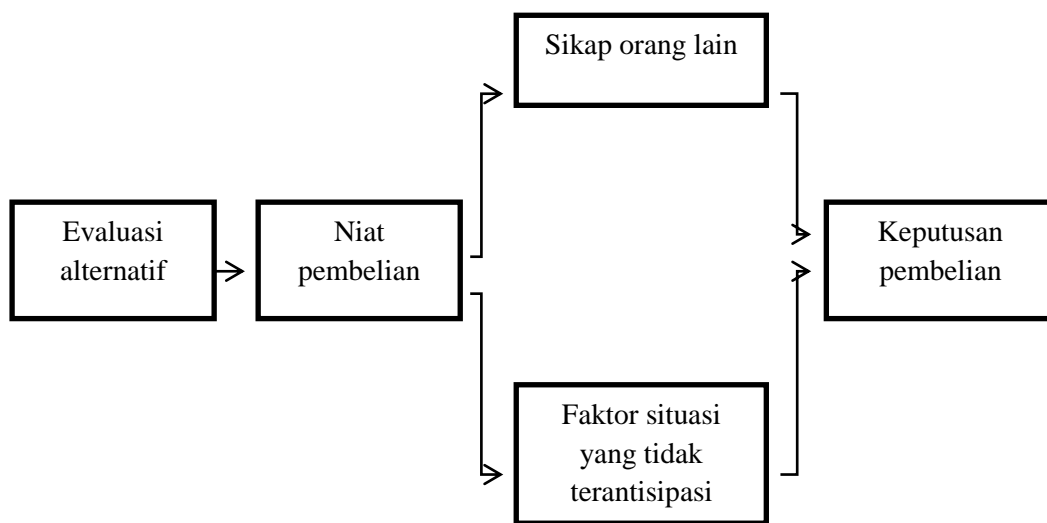 Sikap orang lain
Evaluasi
alternatif
Niat
pembelian
Keputusan
pembelian
Faktor situasi
yang tidak
terantisipasi